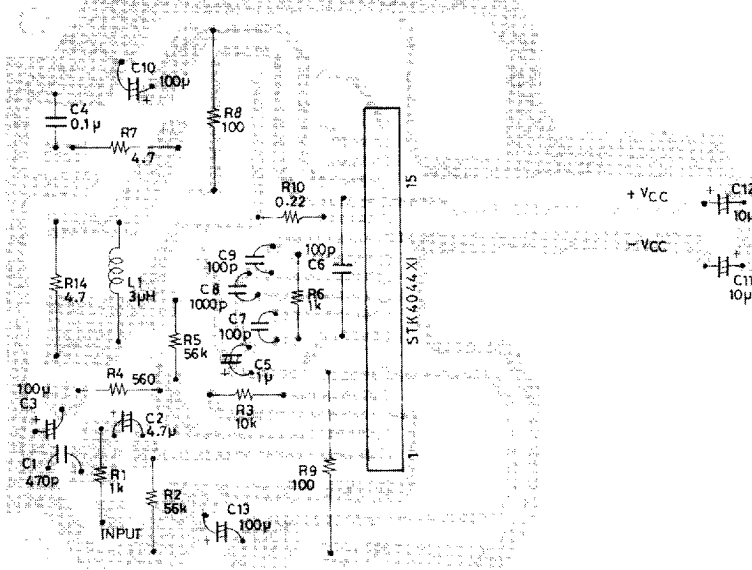 C10
+
100μ
C4
0.1μ
R7
4.7
R8
100
R10
0.22
15
+ VCC
- VCC
+
C12
10μ
+
C11
10μ
C9
100p
100p
C6
C8
1000p
R6
1k
C7
100p
STK4044XI
R14
4.7
L1
3μH
R5
56k
C5
1μ
+
R4 560
R3
10k
100μ
C3
+
+
C2
4.7μ
C1
470p
R1
1k
R2
56k
R9
100
1
INPUT
C13
100μ
+